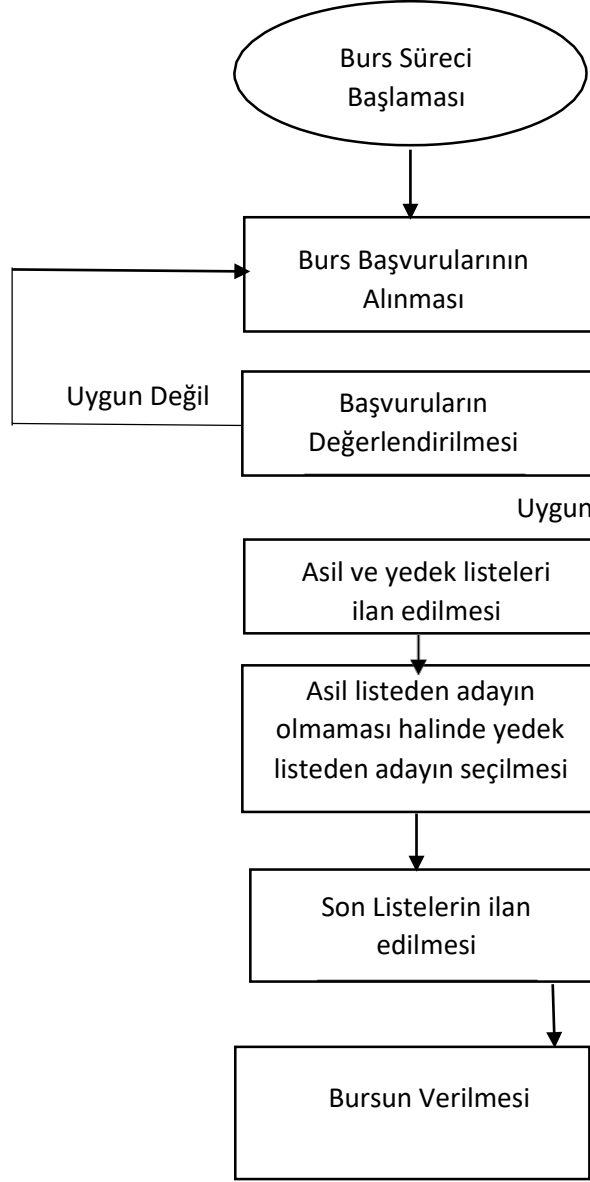 Burs Süreci
Başlaması
Burs Başvurularının
Alınması
Uygun Değil
Başvuruların
Değerlendirilmesi
Uygun
Asil ve yedek listeleri
ilan edilmesi
Asil listeden adayın
olmaması halinde yedek
listeden adayın seçilmesi
Son Listelerin ilan
edilmesi
Bursun Verilmesi